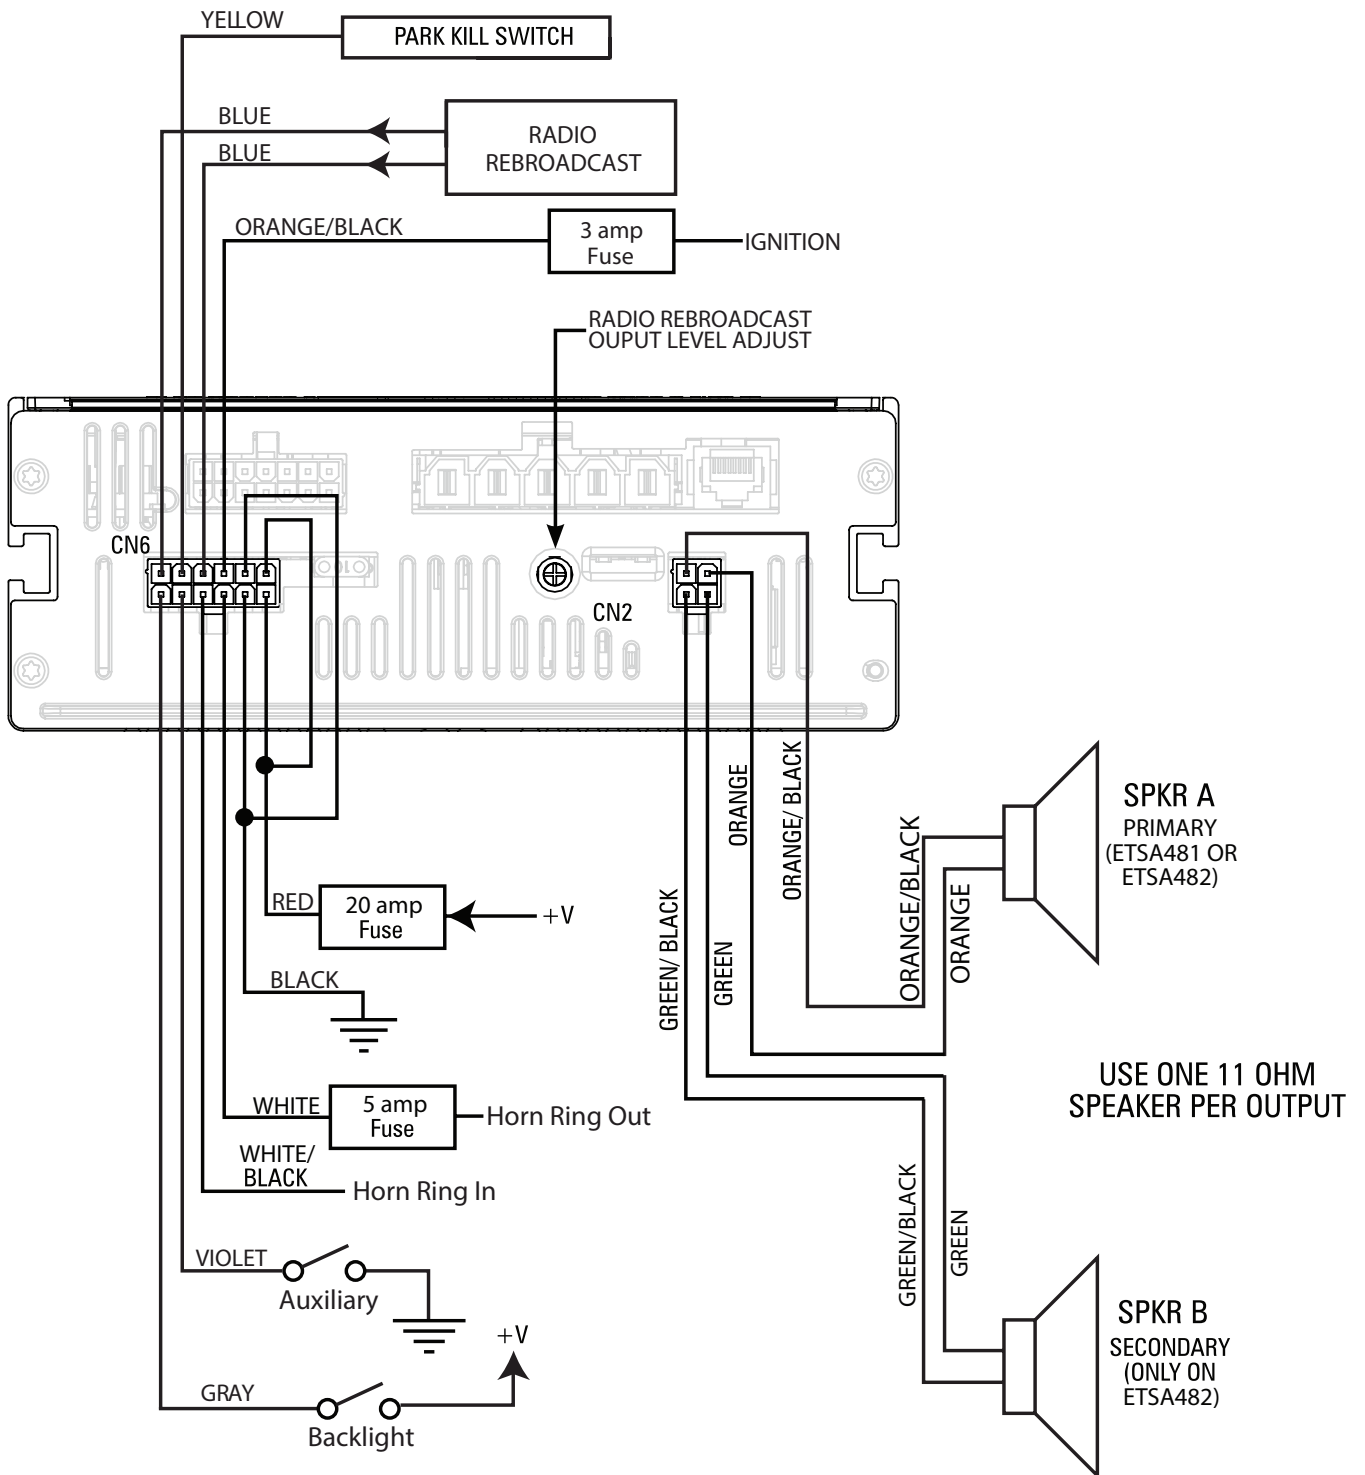 YELLOW
PARK KILL SWITCH
BLUE
BLUE
RADIO
REBROADCAST
ORANGE/BLACK
3 amp
Fuse
IGNITION
RADIO REBROADCAST
OUPUT LEVEL ADJUST
CN6
CN2
ORANGE
ORANGE/ BLACK
GREEN/ BLACK
GREEN
SPKR A
PRIMARY
(ETSA481 OR
ETSA482)
ORANGE/BLACK
ORANGE
RED
20 amp
Fuse
+V
BLACK
USE ONE 11 OHM
SPEAKER PER OUTPUT
WHITE
5 amp
Fuse
Horn Ring Out
WHITE/
BLACK
Horn Ring In
GREEN/BLACK
GREEN
VIOLET
Auxiliary
SPKR B
SECONDARY
(ONLY ON
ETSA482)
+V
GRAY
Backlight